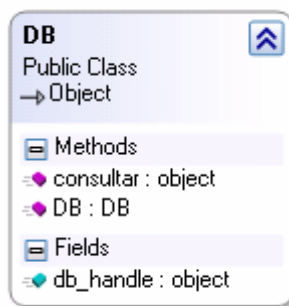 DB
Public Class
Object
Methods
consultar : object
DB : DB
Fields
db_handle : object